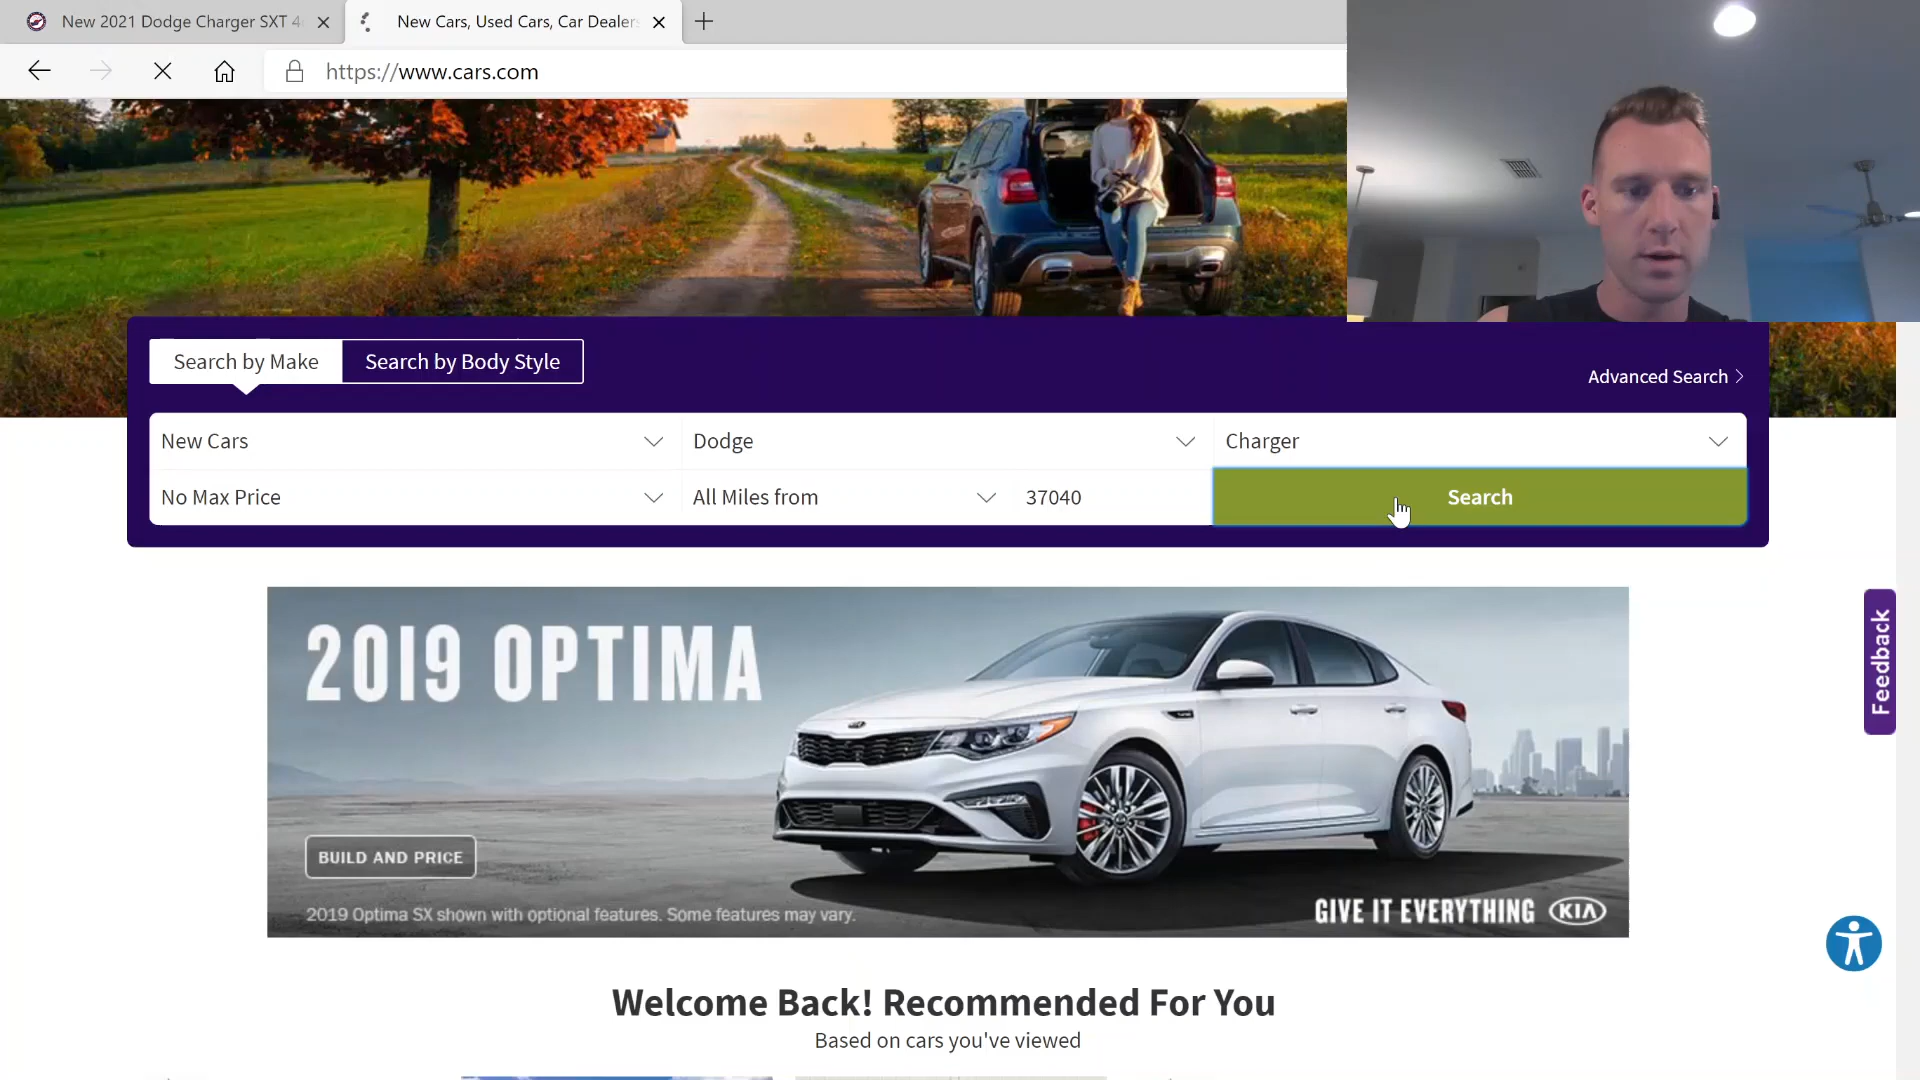 New 2021 Dodge Charger SXT 4
New Cars, Used Cars, Car Dealers
https://www.cars.com
Search by Make
Search by Body Style
Advanced Search
New Cars
Dodge
Charger
No Max Price
All Miles from
37040
Search
2019 OPTIMA
BUILD AND PRICE
2019 Optima SX shown with optional features. Some features may vary.
GIVE IT EVERYTHING KIA
Feedback
Welcome Back! Recommended For You
Based on cars you've viewed